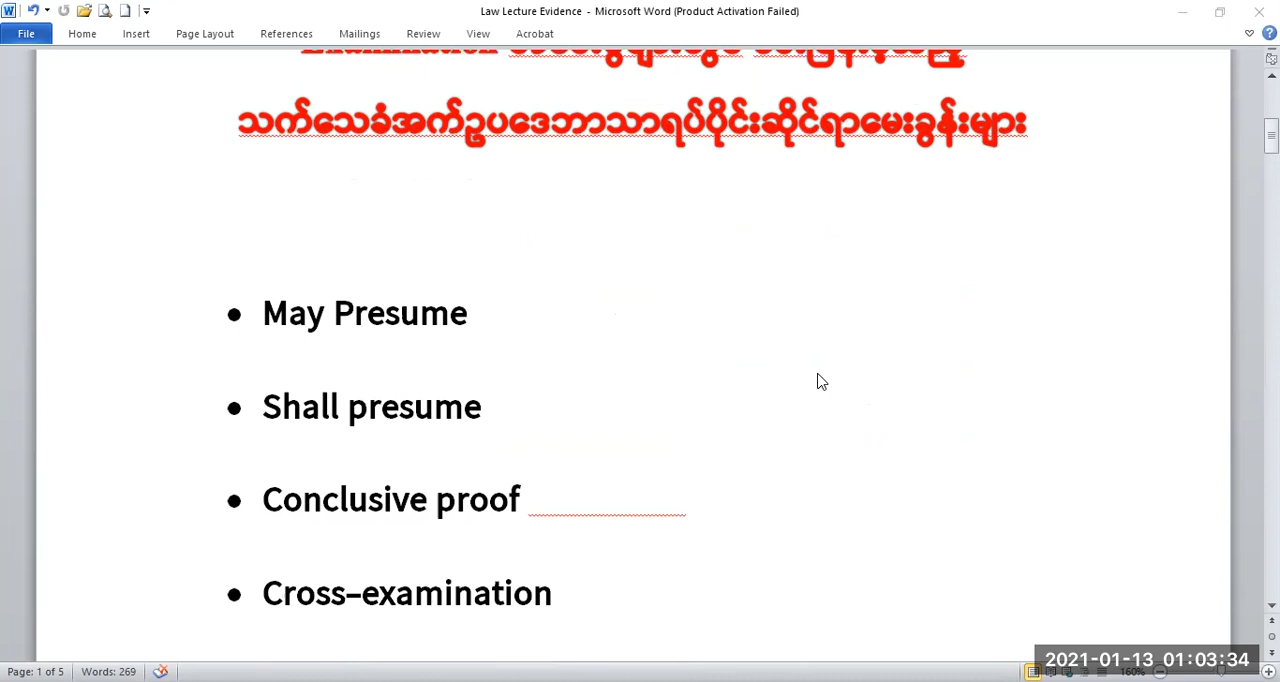 Law Lecture Evidence - Microsoft Word (Product Activation Failed)
File Home Insert Page Layout References Mailings Review View Acrobat
သက်သေခံအက်ဥပဒေဘာသာရပ်ပိုင်းဆိုင်ရာမေးခွန်းများ
• May Presume
• Shall presume
• Conclusive proof
• Cross–examination
2021-01-13 01:03:34
Page: 1 of 5 Words: 269 160%